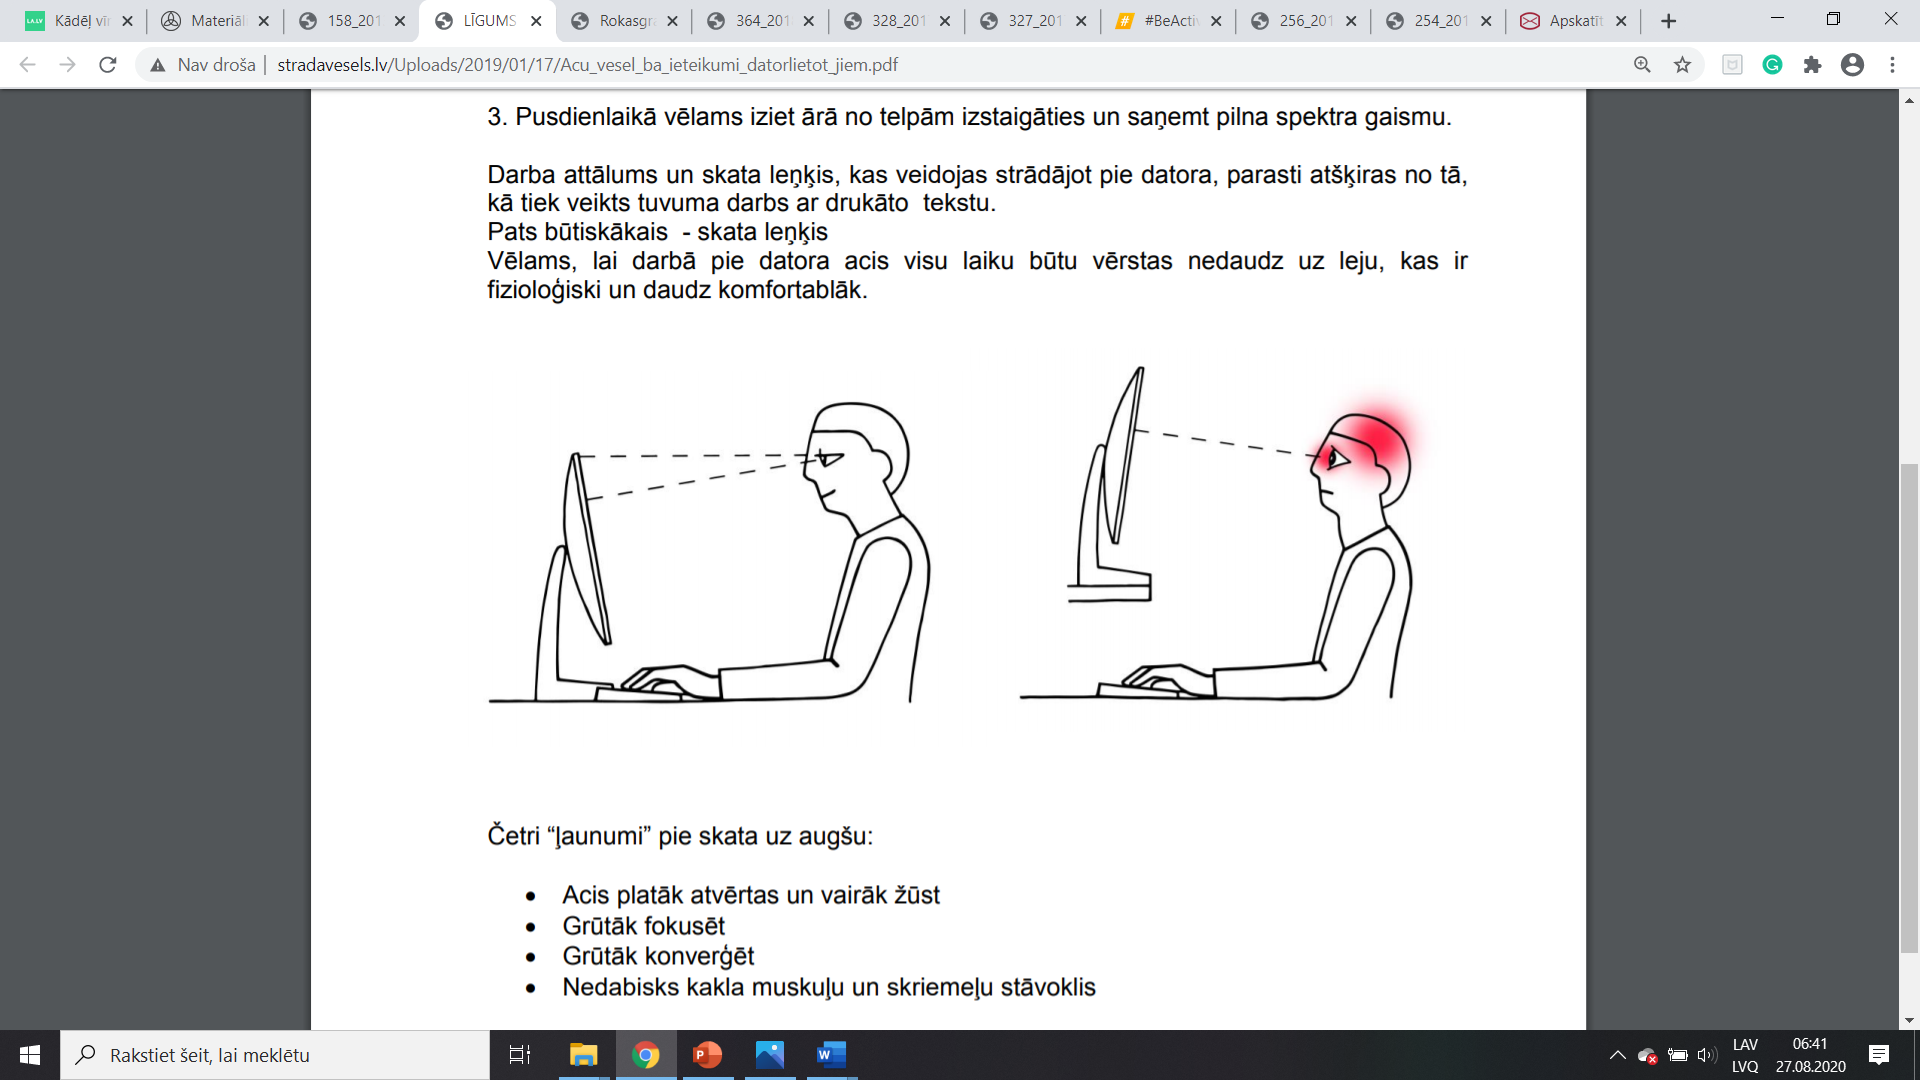 Kādēļ vīr
Materiāl
158_201
LĪGUMS
Rokasgra
364_201
328_201
327_201
#BeActiv
256_201
254_201
Apskatīt
Nav droša | stradavesels.lv/Uploads/2019/01/17/Acu_vesel_ba_ieteikumi_datorlietot_jiem.pdf
3. Pusdienlaikā vēlams iziet ārā no telpām izstaigāties un saņemt pilna spektra gaismu.
Darba attālums un skata leņķis, kas veidojas strādājot pie datora, parasti atšķiras no tā,
kā tiek veikts tuvuma darbs ar drukāto tekstu.
Pats būtiskākais - skata leņķis
Vēlams, lai darbā pie datora acis visu laiku būtu vērstas nedaudz uz leju, kas ir
fizioloģiski un daudz komfortablāk.
Četri “ļaunumi” pie skata uz augšu:
• Acis platāk atvērtas un vairāk žūst
• Grūtāk fokusēt
• Grūtāk konverģēt
• Nedabisks kakla muskuļu un skriemeļu stāvoklis
Rakstiet šeit, lai meklētu
LAV
LVQ
06:41
27.08.2020